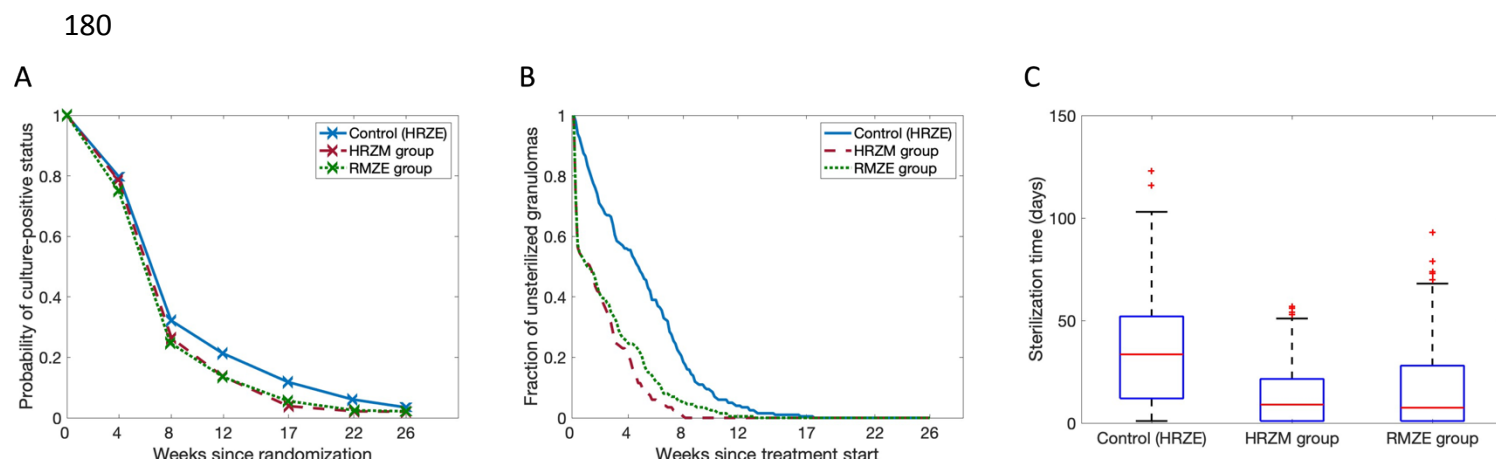 180
A
B
C
Probability of culture-positive status
1
0.8
0.6
0.4
0.2
0
0 4 8 12 17 22 26
Weeks since randomization
Control (HRZE)
HRZM group
RMZE group
Fraction of unsterilized granulomas
1
0.8
0.6
0.4
0.2
0
0 4 8 12 17 22 26
Weeks since treatment start
Control (HRZE)
HRZM group
RMZE group
Sterilization time (days)
150
100
50
0
Control (HRZE) HRZM group RMZE group